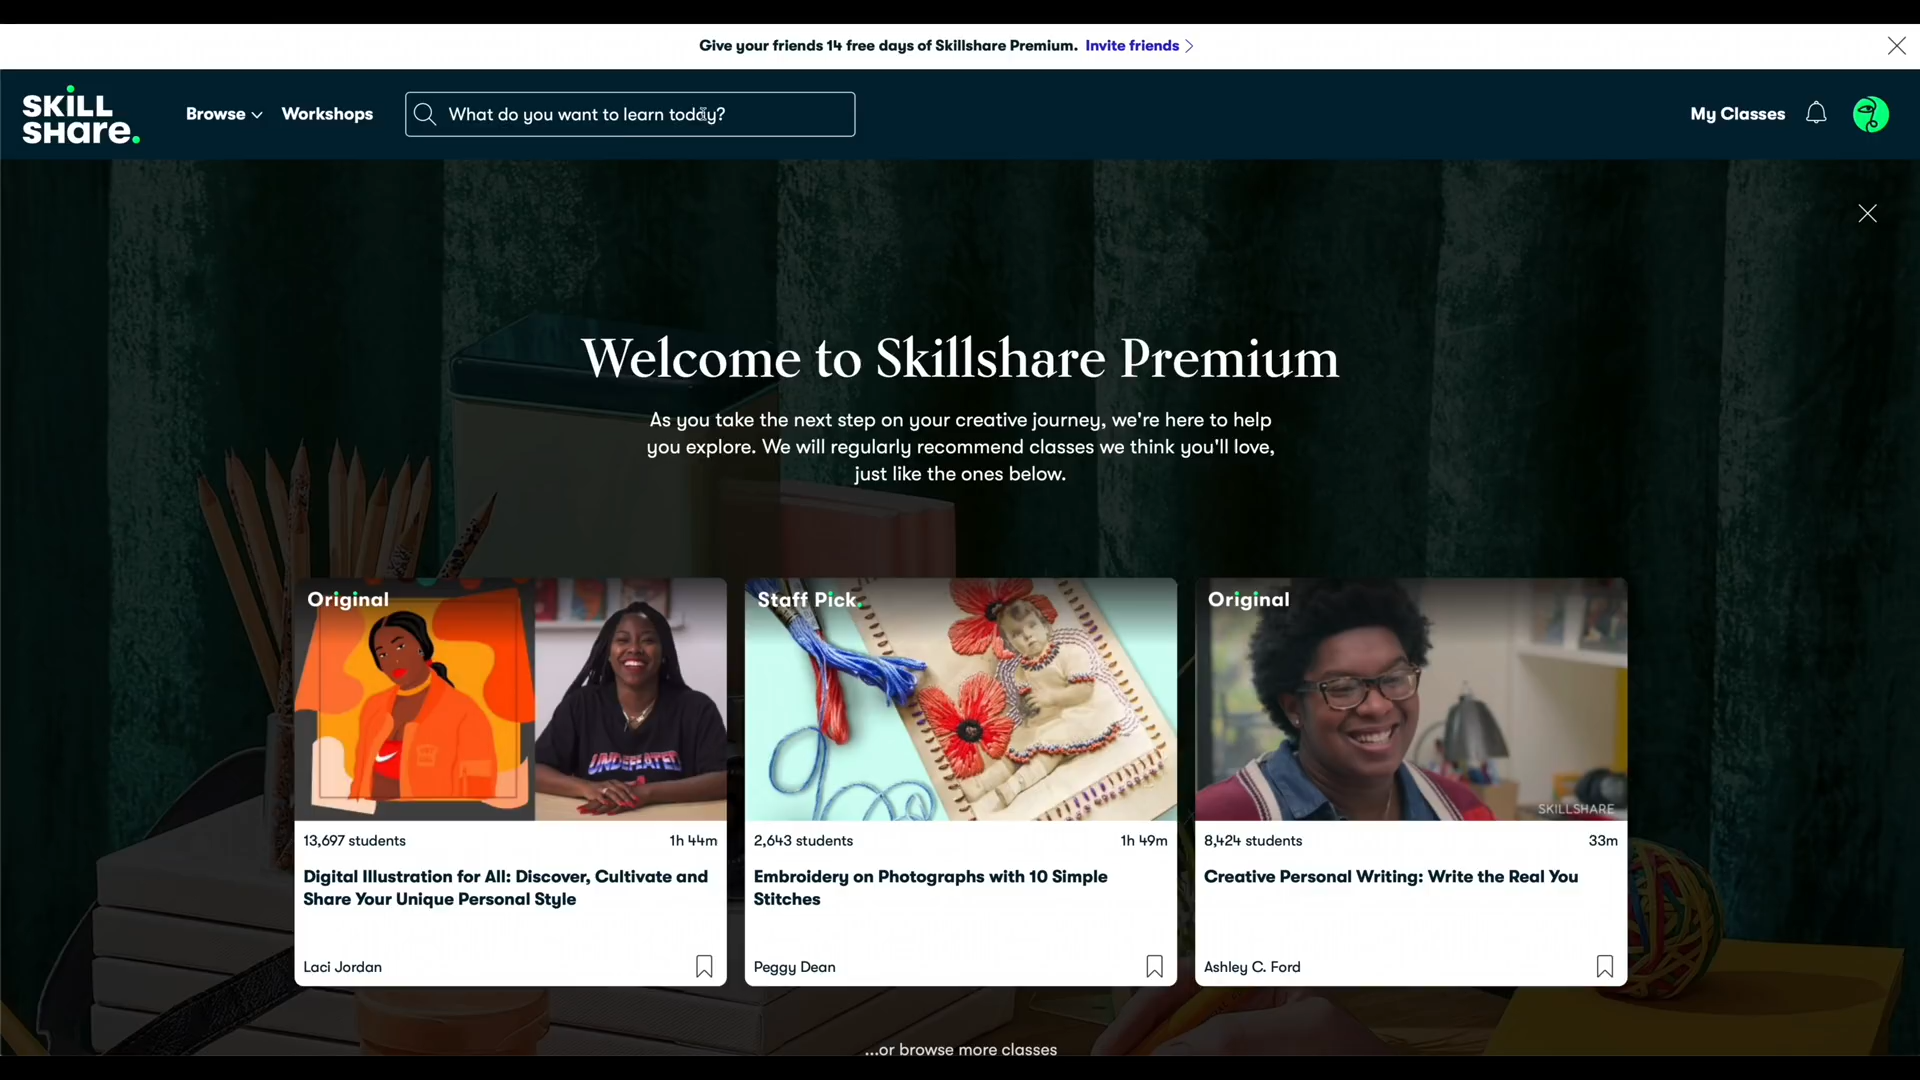 Give your friends 14 free days of Skillshare Premium. Invite friends
SKILL
SHare.
Browse
Workshops
What do you want to learn today?
My Classes
Welcome to Skillshare Premium
As you take the next step on your creative journey, we're here to help
you explore. We will regularly recommend classes we think you'll love,
just like the ones below.
Original
UNDEFEATED
13,697 students 1h 44m
Digital Illustration for All: Discover, Cultivate and
Share Your Unique Personal Style
Laci Jordan
Staff Pick.
2,643 students 1h 49m
Embroidery on Photographs with 10 Simple
Stitches
Peggy Dean
Original
SKILLSHARE
8,424 students 33m
Creative Personal Writing: Write the Real You
Ashley C. Ford
...or browse more classes